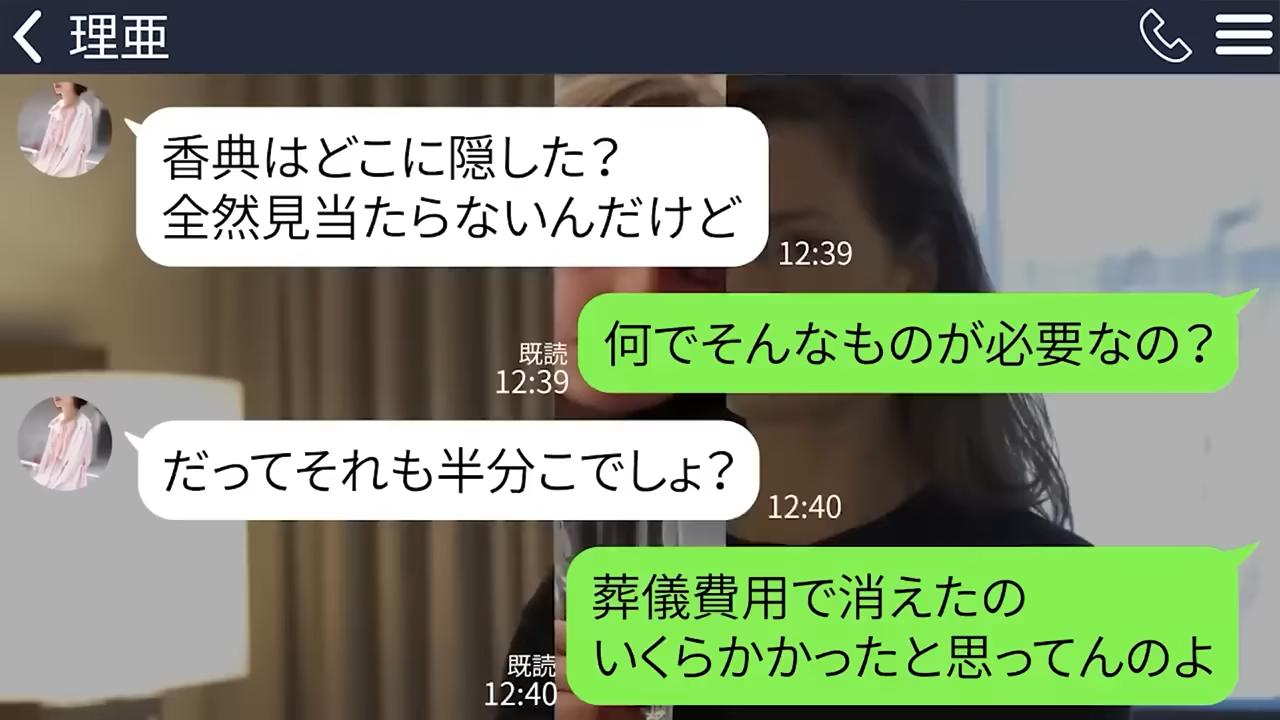 理亜
香典はどこに隠した？
全然見当たらないんだけど
12:39
何でそんなものが必要なの？
既読
12:39
だってそれも半分こでしょ？
12:40
葬儀費用で消えたの
いくらかかったと思ってんのよ
既読
12:40